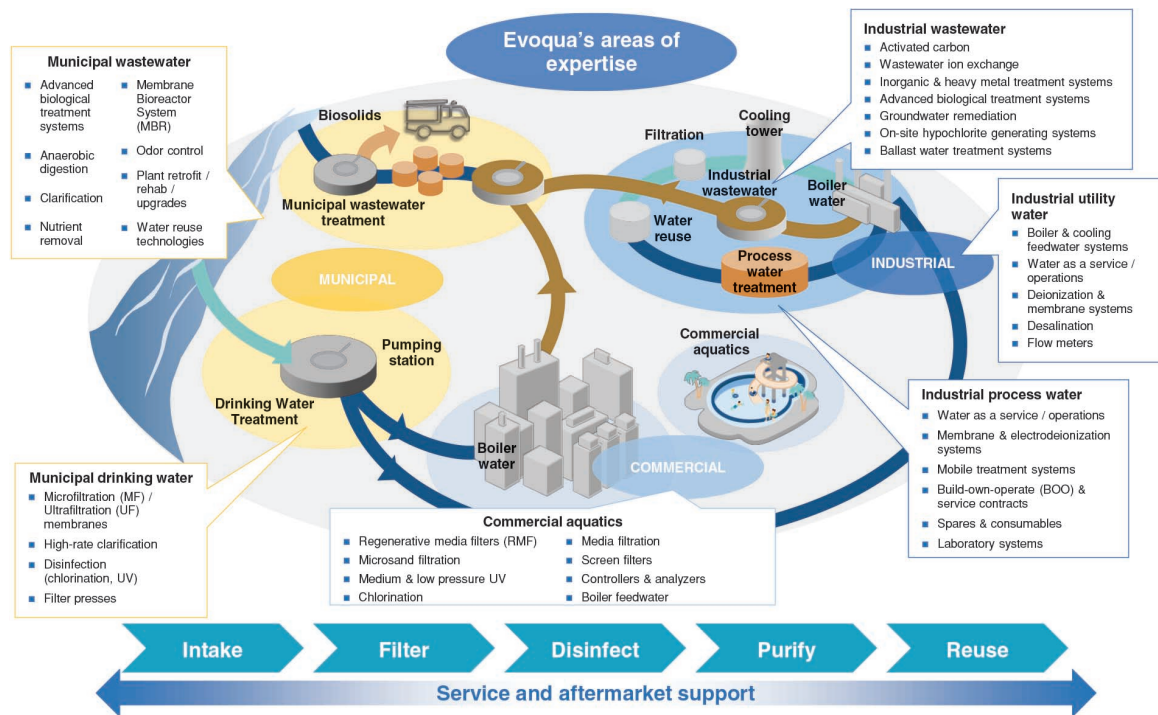 Evoqua's areas of
expertise
Municipal wastewater
Advanced
biological
treatment
systems
Anaerobic
digestion
Clarification
Nutrient
removal
Membrane
Bioreactor
System
(MBR)
Odor control
Plant retrofit /
rehab /
upgrades
Water reuse
technologies
Biosolids
Municipal wastewater
treatment
MUNICIPAL
Pumping
station
Drinking Water
Treatment
Filtration
Cooling
tower
Industrial
wastewater
Boiler
water
Water
reuse
Process
water
treatment
INDUSTRIAL
Commercial
aquatics
Boiler
water
COMMERCIAL
Industrial wastewater
Activated carbon
Wastewater ion exchange
Inorganic & heavy metal treatment systems
Advanced biological treatment systems
Groundwater remediation
On-site hypochlorite generating systems
Ballast water treatment systems
Industrial utility
water
Boiler & cooling
feedwater systems
Water as a service /
operations
Deionization &
membrane systems
Desalination
Flow meters
Industrial process water
Water as a service / operations
Membrane & electrodeionization
systems
Mobile treatment systems
Build-own-operate (BOO) &
service contracts
Spares & consumables
Laboratory systems
Municipal drinking water
Microfiltration (MF) /
Ultrafiltration (UF)
membranes
High-rate clarification
Disinfection
(chlorination, UV)
Filter presses
Commercial aquatics
Regenerative media filters (RMF)
Microsand filtration
Medium & low pressure UV
Chlorination
Media filtration
Screen filters
Controllers & analyzers
Boiler feedwater
Intake
Filter
Disinfect
Purify
Reuse
Service and aftermarket support